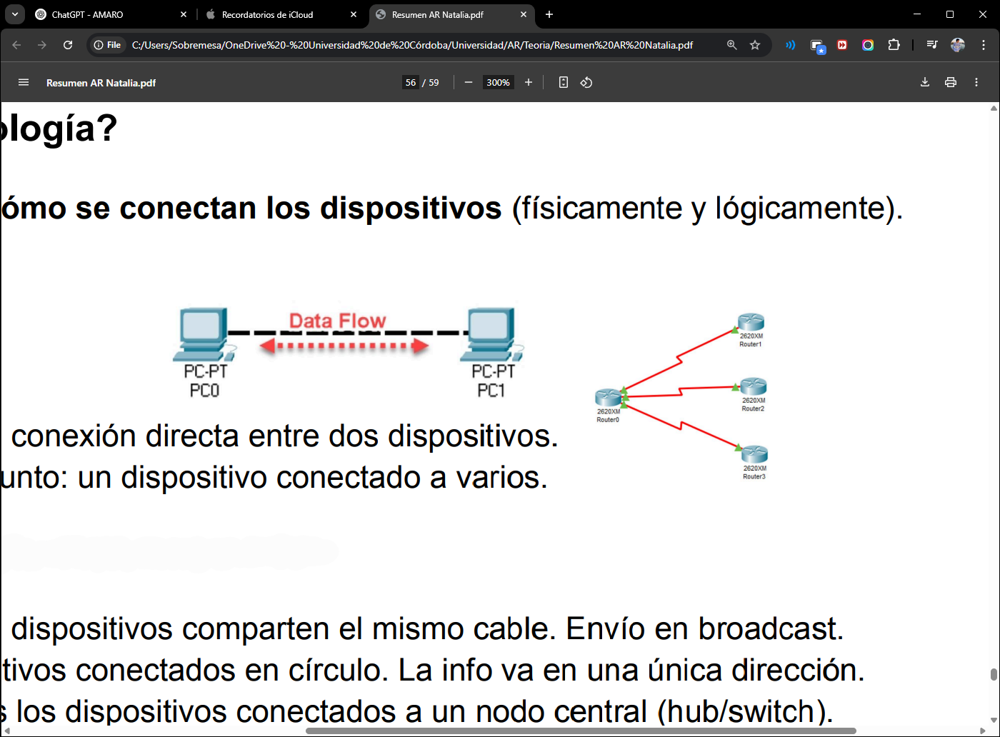 ChatGPT - AMARO
Recordatorios de iCloud
Resumen AR Natalia.pdf
File
C:/Users/Sobremesa/OneDrive%20-%20Universidad%20de%20Córdoba/Universidad/AR/Teoria/Resumen%20AR%20Natalia.pdf
Resumen AR Natalia.pdf
56 / 59
300%
ología?
ómo se conectan los dispositivos (físicamente y lógicamente).
Data Flow
PC-PT
PC0
PC-PT
PC1
2620XM
Router1
2620XM
Router2
2620XM
Router0
2620XM
Router3
conexión directa entre dos dispositivos.
unto: un dispositivo conectado a varios.
dispositivos comparten el mismo cable. Envío en broadcast.
tivos conectados en círculo. La info va en una única dirección.
s los dispositivos conectados a un nodo central (hub/switch).